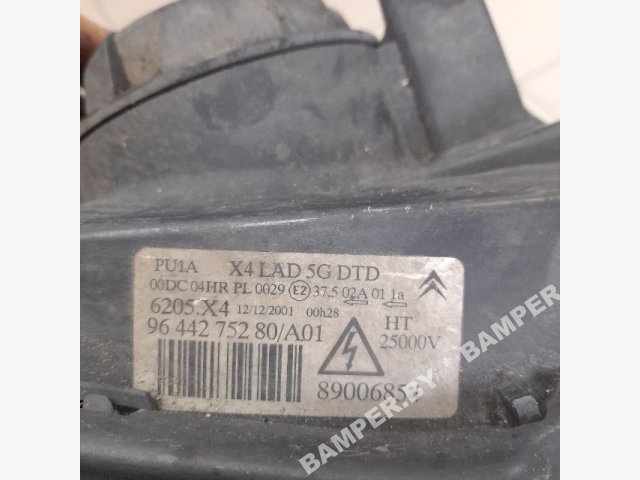 PU1A X4 LAD 5G DTD
00DC 04HR PL 0029 E2 37.5 02A 01 1a
6205.X4 12/12/2001 00h28
96 442 752 80/A01
HT
25000V
BAMPER.BY
BAMPER.BY